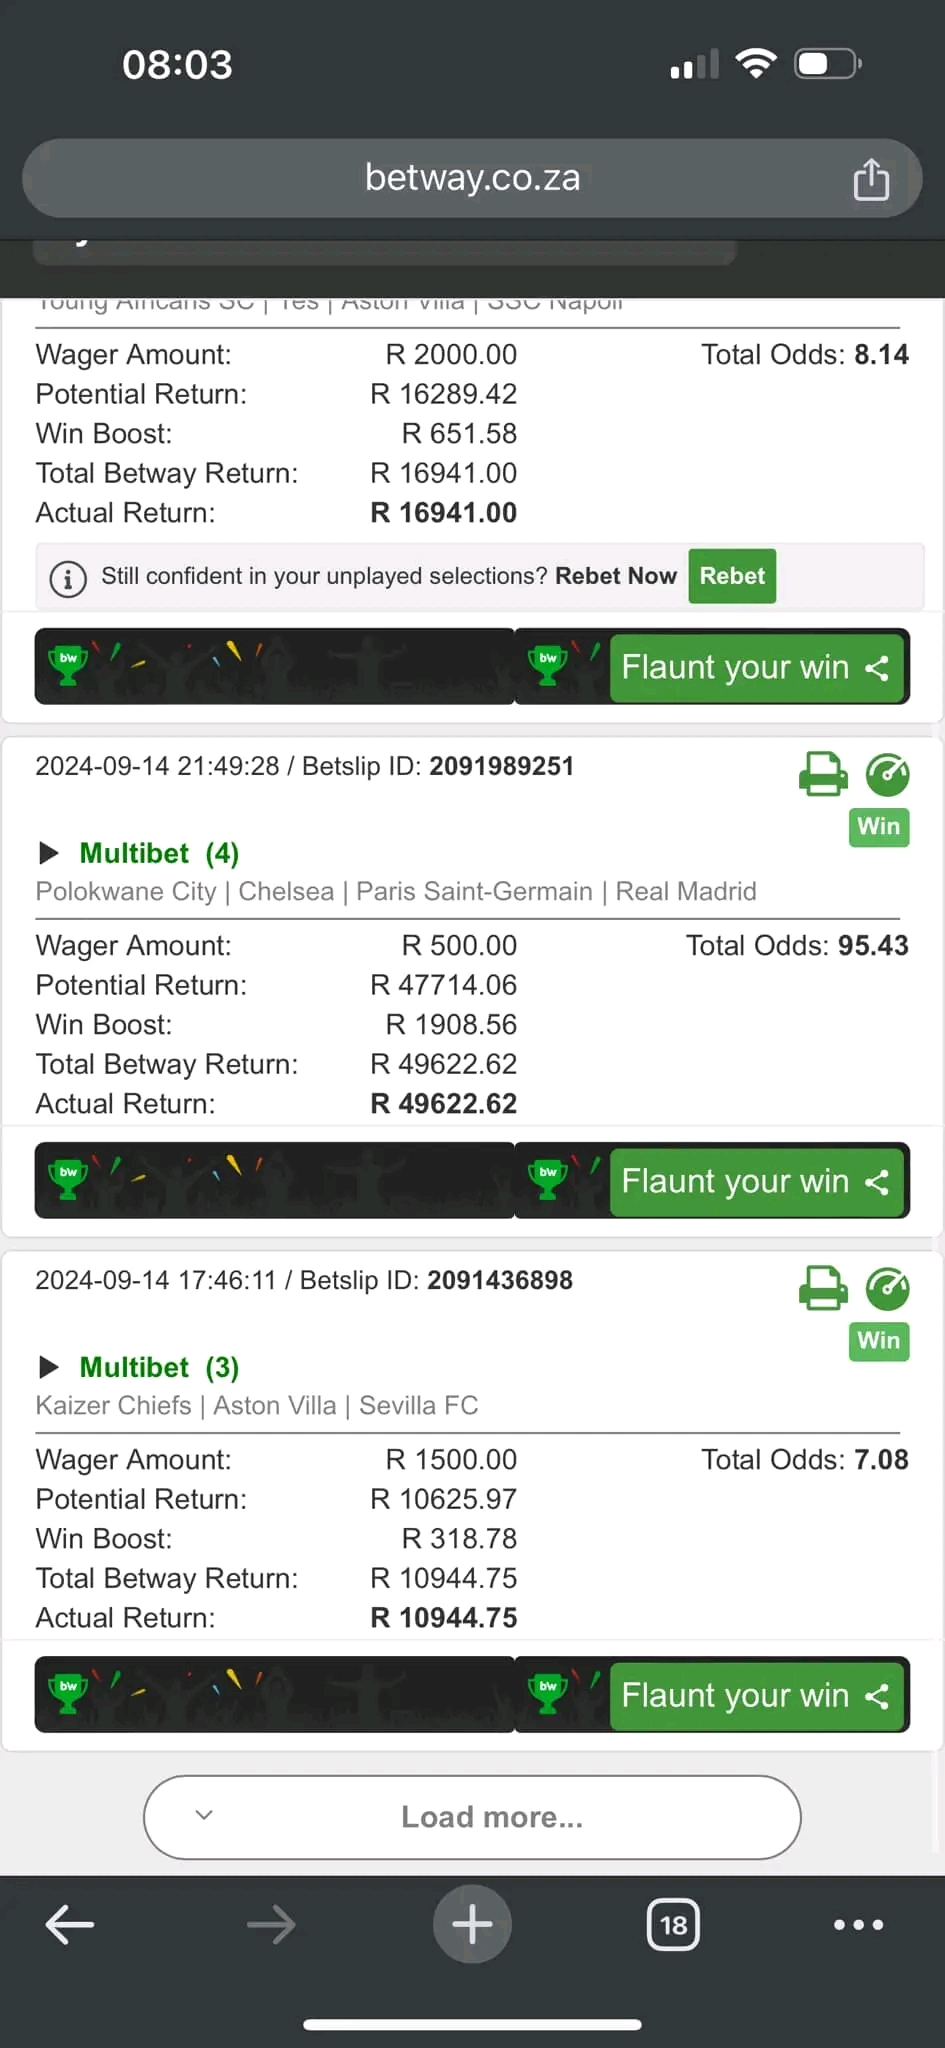 08:03
betway.co.za
Young Africans SC | Yes | Aston Villa | SSC Napoli
Wager Amount: R 2000.00 Total Odds: 8.14
Potential Return: R 16289.42
Win Boost: R 651.58
Total Betway Return: R 16941.00
Actual Return: R 16941.00
Still confident in your unplayed selections? Rebet Now Rebet
bw bw Flaunt your win
2024-09-14 21:49:28 / Betslip ID: 2091989251
Win
Multibet (4)
Polokwane City | Chelsea | Paris Saint-Germain | Real Madrid
Wager Amount: R 500.00 Total Odds: 95.43
Potential Return: R 47714.06
Win Boost: R 1908.56
Total Betway Return: R 49622.62
Actual Return: R 49622.62
bw bw Flaunt your win
2024-09-14 17:46:11 / Betslip ID: 2091436898
Win
Multibet (3)
Kaizer Chiefs | Aston Villa | Sevilla FC
Wager Amount: R 1500.00 Total Odds: 7.08
Potential Return: R 10625.97
Win Boost: R 318.78
Total Betway Return: R 10944.75
Actual Return: R 10944.75
bw bw Flaunt your win
Load more...
18